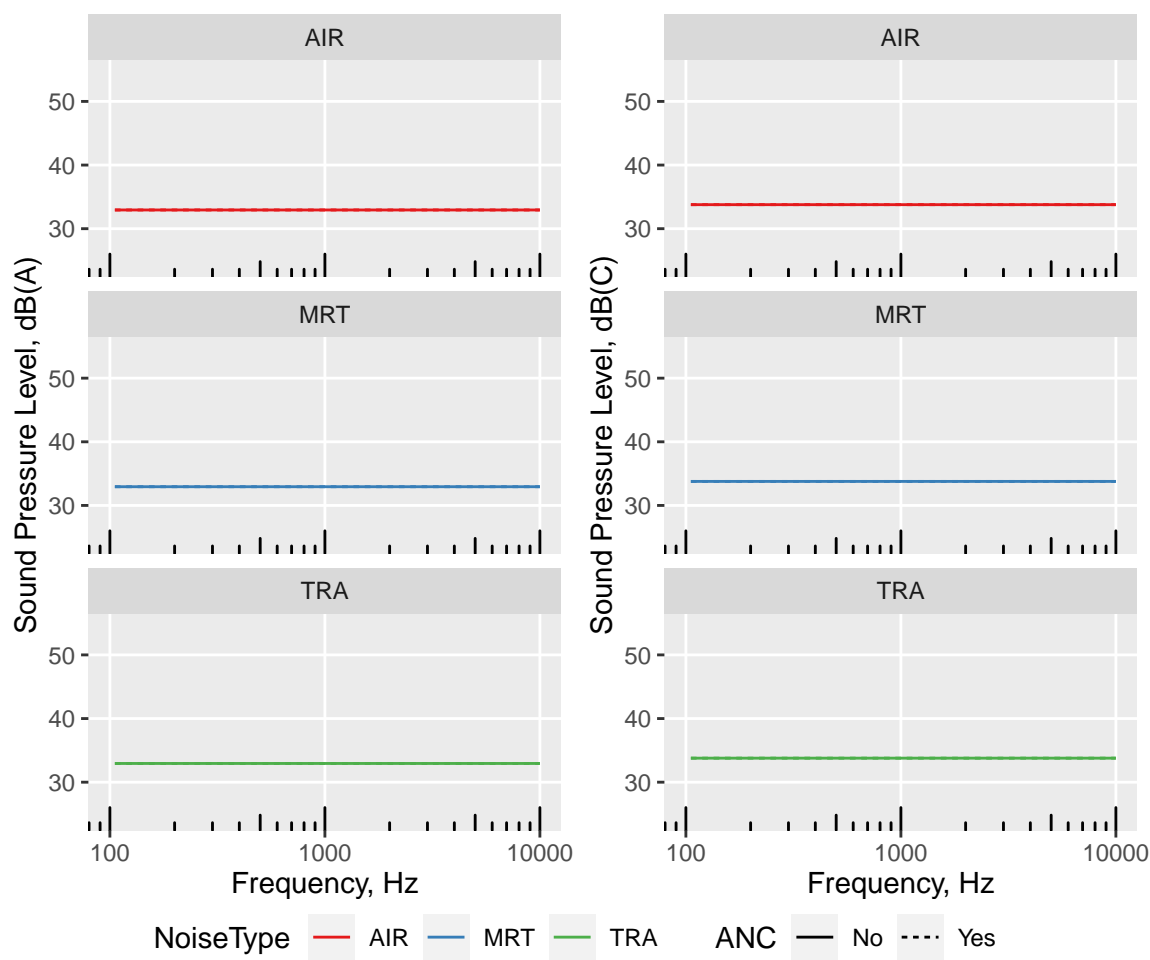 AIR
50
40
30
MRT
50
40
30
TRA
50
40
30
100 1000 10000
Frequency, Hz
Sound Pressure Level, dB(A)
AIR
50
40
30
MRT
50
40
30
TRA
50
40
30
100 1000 10000
Frequency, Hz
Sound Pressure Level, dB(C)
NoiseType AIR MRT TRA ANC No Yes